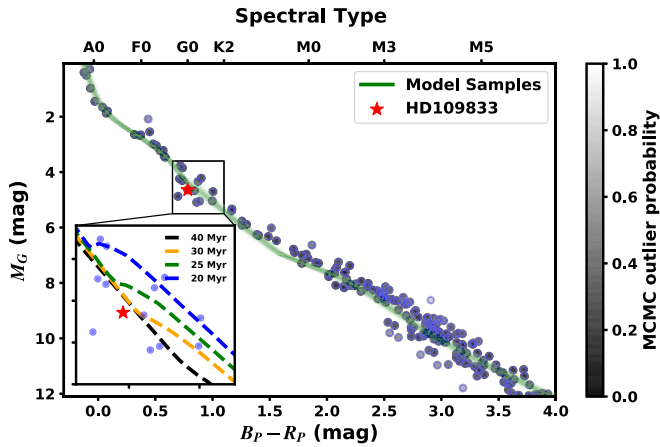 Spectral Type
A0 F0 G0 K2 M0 M3 M5
Model Samples
HD109833
40 Myr
30 Myr
25 Myr
20 Myr
2
4
6
8
10
12
M_G (mag)
0.0 0.5 1.0 1.5 2.0 2.5 3.0 3.5 4.0
B_P − R_P (mag)
1.0
0.8
0.6
0.4
0.2
0.0
MCMC outlier probability